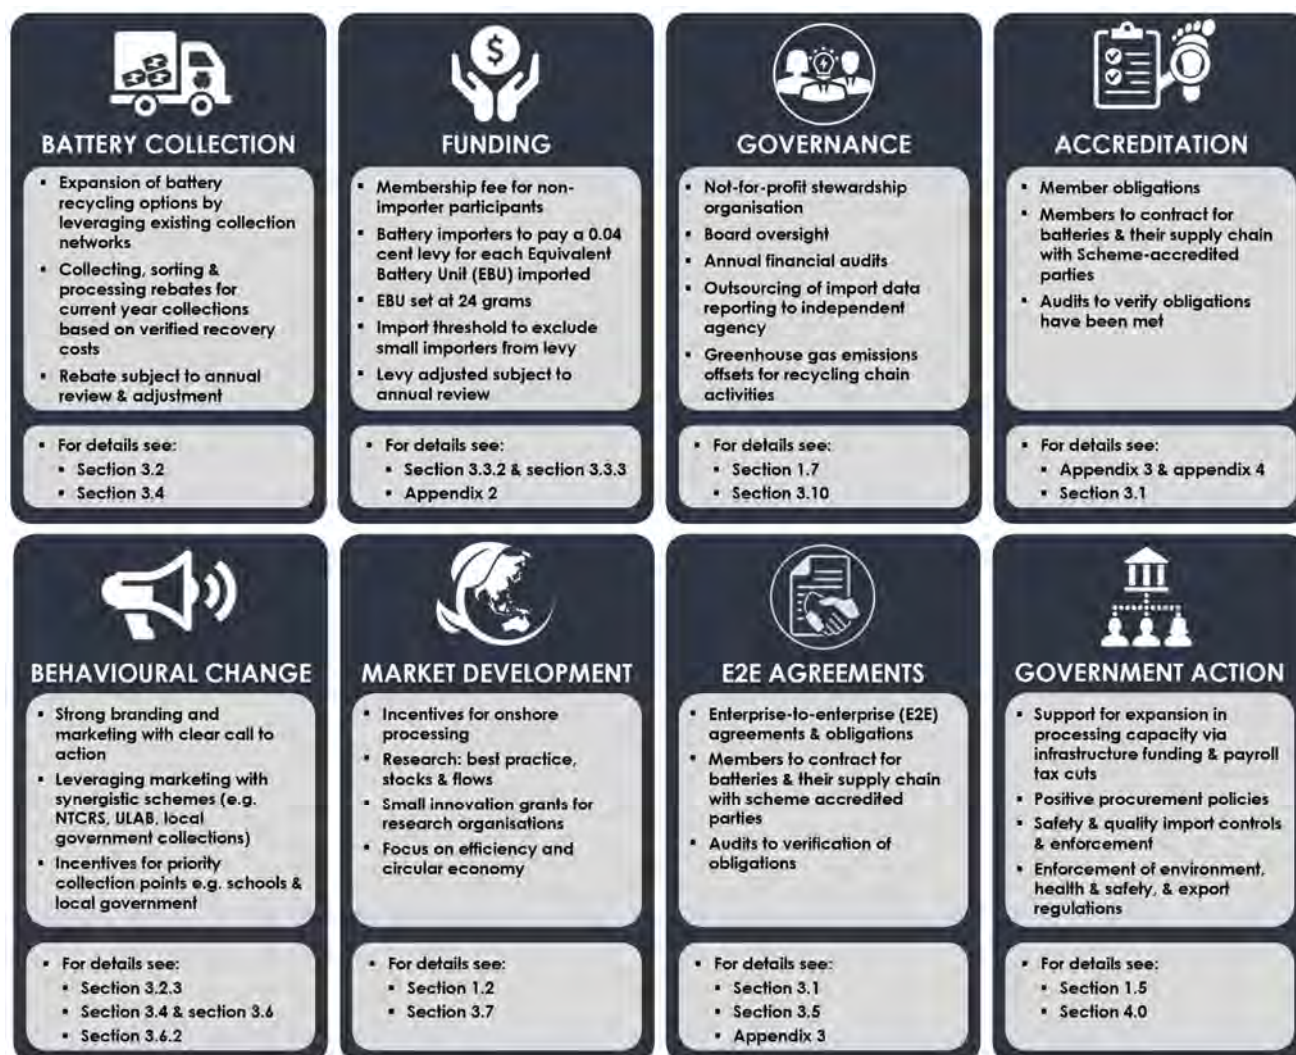 BATTERY COLLECTION
▪ Expansion of battery
recycling options by
leveraging existing collection
networks
▪ Collecting, sorting &
processing rebates for
current year collections
based on verified recovery
costs
▪ Rebate subject to annual
review & adjustment
▪ For details see:
▪ Section 3.2
▪ Section 3.4
FUNDING
▪ Membership fee for non-
importer participants
▪ Battery importers to pay a 0.04
cent levy for each Equivalent
Battery Unit (EBU) imported
▪ EBU set at 24 grams
▪ Import threshold to exclude
small importers from levy
▪ Levy adjusted subject to
annual review
▪ For details see:
▪ Section 3.3.2 & section 3.3.3
▪ Appendix 2
GOVERNANCE
▪ Not-for-profit stewardship
organisation
▪ Board oversight
▪ Annual financial audits
▪ Outsourcing of import data
reporting to independent
agency
▪ Greenhouse gas emissions
offsets for recycling chain
activities
▪ For details see:
▪ Section 1.7
▪ Section 3.10
ACCREDITATION
▪ Member obligations
▪ Members to contract for
batteries & their supply chain
with Scheme-accredited
parties
▪ Audits to verify obligations
have been met
▪ For details see:
▪ Appendix 3 & appendix 4
▪ Section 3.1
BEHAVIOURAL CHANGE
▪ Strong branding and
marketing with clear call to
action
▪ Leveraging marketing with
synergistic schemes (e.g.
NTCRS, ULAB, local
government collections)
▪ Incentives for priority
collection points e.g. schools &
local government
▪ For details see:
▪ Section 3.2.3
▪ Section 3.4 & section 3.6
▪ Section 3.6.2
MARKET DEVELOPMENT
▪ Incentives for onshore
processing
▪ Research: best practice,
stocks & flows
▪ Small innovation grants for
research organisations
▪ Focus on efficiency and
circular economy
▪ For details see:
▪ Section 1.2
▪ Section 3.7
E2E AGREEMENTS
▪ Enterprise-to-enterprise (E2E)
agreements & obligations
▪ Members to contract for
batteries & their supply chain
with scheme accredited
parties
▪ Audits to verification of
obligations
▪ For details see:
▪ Section 3.1
▪ Section 3.5
▪ Appendix 3
GOVERNMENT ACTION
▪ Support for expansion in
processing capacity via
infrastructure funding & payroll
tax cuts
▪ Positive procurement policies
▪ Safety & quality import controls
& enforcement
▪ Enforcement of environment,
health & safety, & export
regulations
▪ For details see:
▪ Section 1.5
▪ Section 4.0